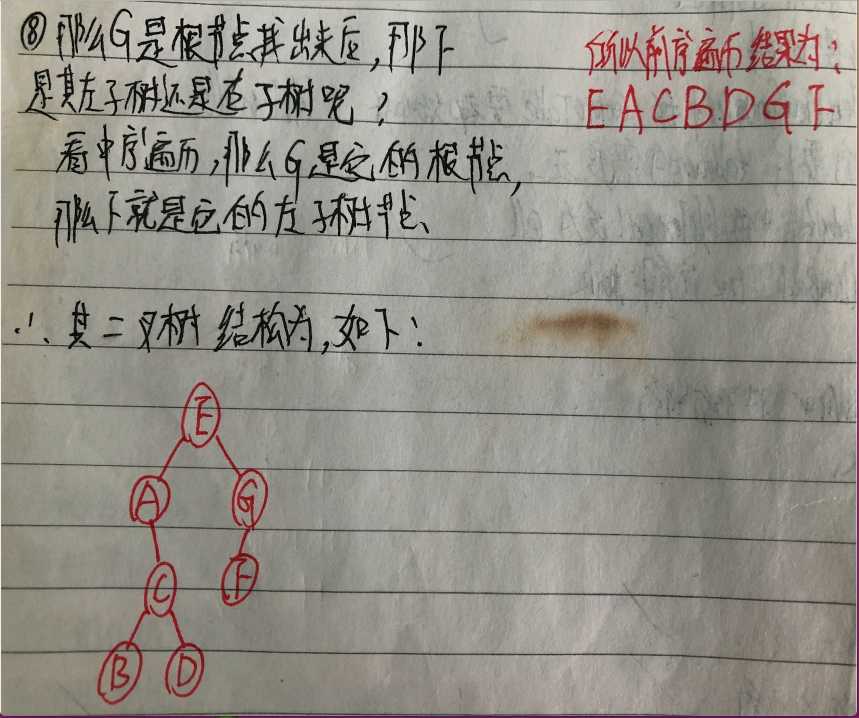 ⑧那么G是根节点找出来后,那F
是其左子树还是右子树呢?
看中序遍历,那么G是它的根节点,
那么F就是它的左子树节点、
所以前序遍历结果为:
EACBDGF
∴其二叉树结构为,如下:
E
A G
C F
B D